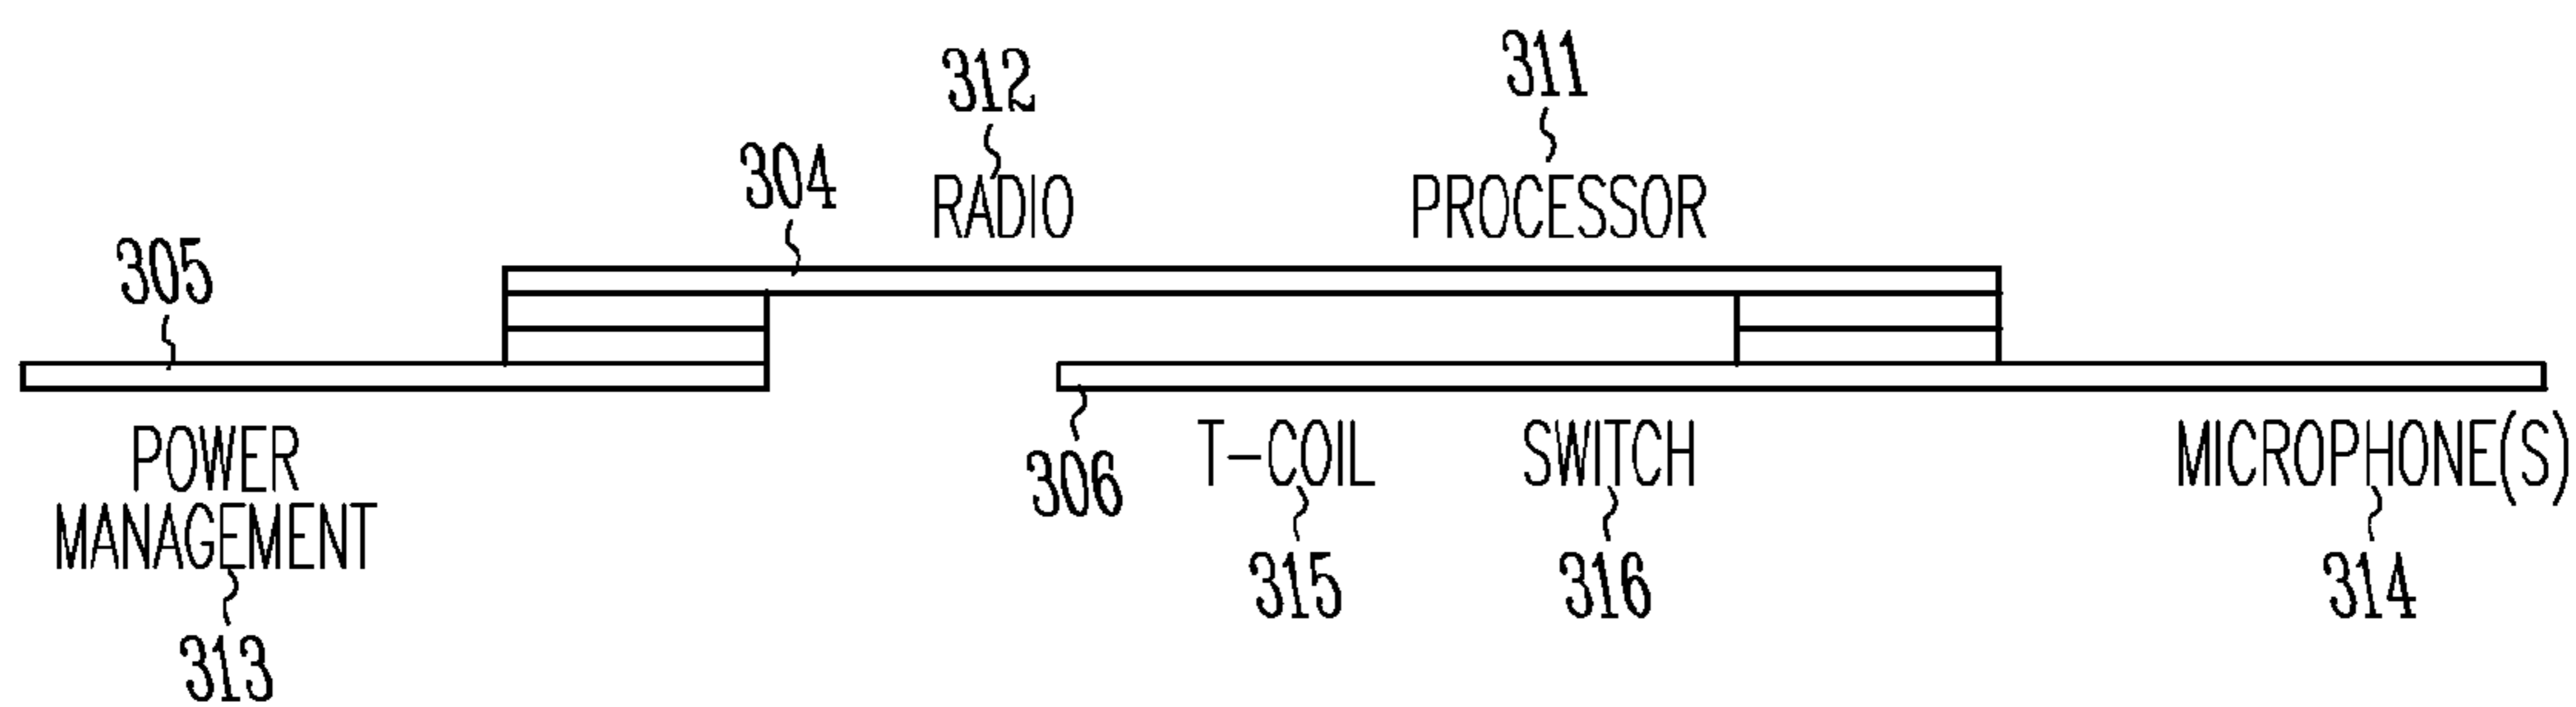 312
311
304
RADIO
PROCESSOR
305
POWER
MANAGEMENT
313
306
T-COIL
315
SWITCH
316
MICROPHONE(S)
314